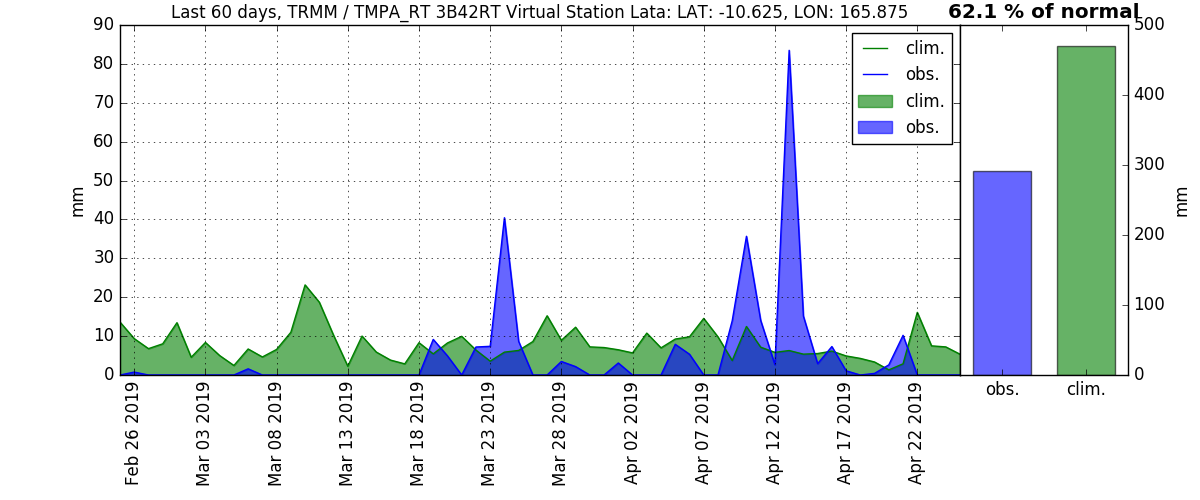 Last 60 days, TRMM / TMPA_RT 3B42RT Virtual Station Lata: LAT: -10.625, LON: 165.875
62.1 % of normal
90
80
70
60
50
40
30
20
10
0
mm
clim.
obs.
clim.
obs.
Feb 26 2019
Mar 03 2019
Mar 08 2019
Mar 13 2019
Mar 18 2019
Mar 23 2019
Mar 28 2019
Apr 02 2019
Apr 07 2019
Apr 12 2019
Apr 17 2019
Apr 22 2019
500
400
300
200
100
0
mm
obs.
clim.